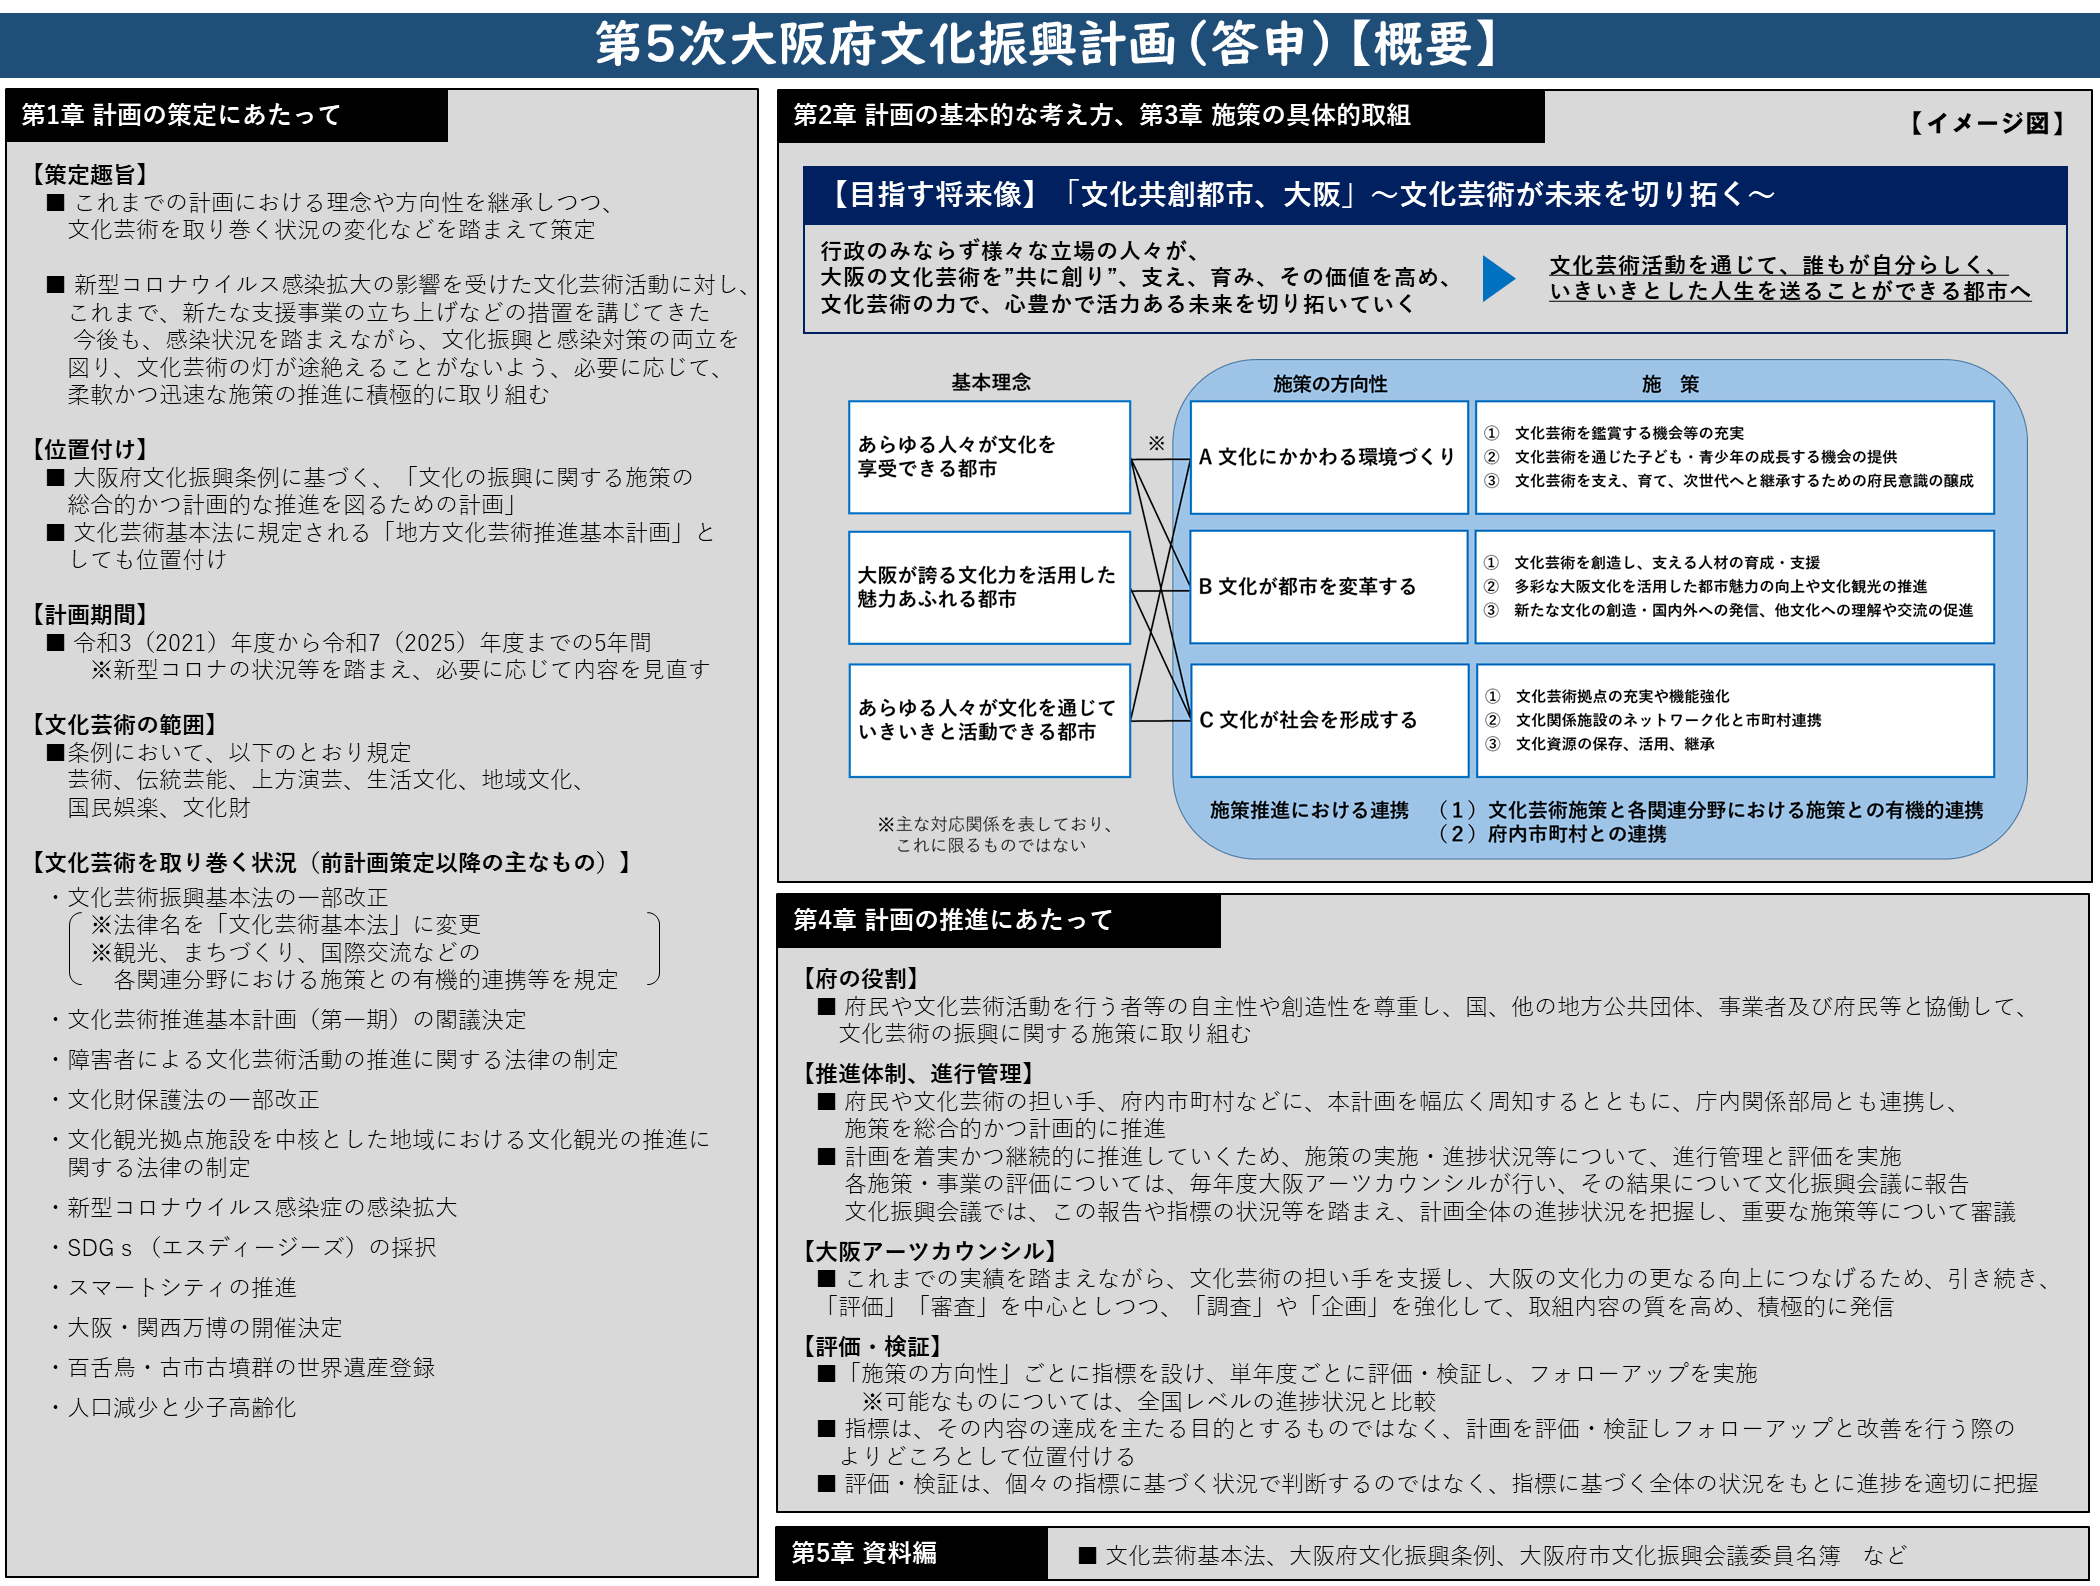 第5次大阪府文化振興計画(答申)【概要】
第1章 計画の策定にあたって
【策定趣旨】
■ これまでの計画における理念や方向性を継承しつつ、
文化芸術を取り巻く状況の変化などを踏まえて策定
■ 新型コロナウイルス感染拡大の影響を受けた文化芸術活動に対し、
これまで、新たな支援事業の立ち上げなどの措置を講じてきた
今後も、感染状況を踏まえながら、文化振興と感染対策の両立を
図り、文化芸術の灯が途絶えることがないよう、必要に応じて、
柔軟かつ迅速な施策の推進に積極的に取り組む
【位置付け】
■ 大阪府文化振興条例に基づく、「文化の振興に関する施策の
総合的かつ計画的な推進を図るための計画」
■ 文化芸術基本法に規定される「地方文化芸術推進基本計画」と
しても位置付け
【計画期間】
■ 令和3（2021）年度から令和7（2025）年度までの5年間
※新型コロナの状況等を踏まえ、必要に応じて内容を見直す
【文化芸術の範囲】
■条例において、以下のとおり規定
芸術、伝統芸能、上方演芸、生活文化、地域文化、
国民娯楽、文化財
【文化芸術を取り巻く状況（前計画策定以降の主なもの）】
・文化芸術振興基本法の一部改正
※法律名を「文化芸術基本法」に変更
※観光、まちづくり、国際交流などの
各関連分野における施策との有機的連携等を規定
・文化芸術推進基本計画（第一期）の閣議決定
・障害者による文化芸術活動の推進に関する法律の制定
・文化財保護法の一部改正
・文化観光拠点施設を中核とした地域における文化観光の推進に
関する法律の制定
・新型コロナウイルス感染症の感染拡大
・SDGｓ（エスディージーズ）の採択
・スマートシティの推進
・大阪・関西万博の開催決定
・百舌鳥・古市古墳群の世界遺産登録
・人口減少と少子高齢化
第2章 計画の基本的な考え方、第3章 施策の具体的取組
【イメージ図】
【目指す将来像】「文化共創都市、大阪」～文化芸術が未来を切り拓く～
行政のみならず様々な立場の人々が、
大阪の文化芸術を”共に創り”、支え、育み、その価値を高め、
文化芸術の力で、心豊かで活力ある未来を切り拓いていく
文化芸術活動を通じて、誰もが自分らしく、
いきいきとした人生を送ることができる都市へ
基本理念
施策の方向性
施　策
あらゆる人々が文化を
享受できる都市
※
A 文化にかかわる環境づくり
①　文化芸術を鑑賞する機会等の充実
②　文化芸術を通じた子ども・青少年の成長する機会の提供
③　文化芸術を支え、育て、次世代へと継承するための府民意識の醸成
大阪が誇る文化力を活用した
魅力あふれる都市
B 文化が都市を変革する
①　文化芸術を創造し、支える人材の育成・支援
②　多彩な大阪文化を活用した都市魅力の向上や文化観光の推進
③　新たな文化の創造・国内外への発信、他文化への理解や交流の促進
あらゆる人々が文化を通じて
いきいきと活動できる都市
C 文化が社会を形成する
①　文化芸術拠点の充実や機能強化
②　文化関係施設のネットワーク化と市町村連携
③　文化資源の保存、活用、継承
※主な対応関係を表しており、
これに限るものではない
施策推進における連携　（1）文化芸術施策と各関連分野における施策との有機的連携
（2）府内市町村との連携
第4章 計画の推進にあたって
【府の役割】
■ 府民や文化芸術活動を行う者等の自主性や創造性を尊重し、国、他の地方公共団体、事業者及び府民等と協働して、
文化芸術の振興に関する施策に取り組む
【推進体制、進行管理】
■ 府民や文化芸術の担い手、府内市町村などに、本計画を幅広く周知するとともに、庁内関係部局とも連携し、
施策を総合的かつ計画的に推進
■ 計画を着実かつ継続的に推進していくため、施策の実施・進捗状況等について、進行管理と評価を実施
各施策・事業の評価については、毎年度大阪アーツカウンシルが行い、その結果について文化振興会議に報告
文化振興会議では、この報告や指標の状況等を踏まえ、計画全体の進捗状況を把握し、重要な施策等について審議
【大阪アーツカウンシル】
■ これまでの実績を踏まえながら、文化芸術の担い手を支援し、大阪の文化力の更なる向上につなげるため、引き続き、
「評価」「審査」を中心としつつ、「調査」や「企画」を強化して、取組内容の質を高め、積極的に発信
【評価・検証】
■「施策の方向性」ごとに指標を設け、単年度ごとに評価・検証し、フォローアップを実施
※可能なものについては、全国レベルの進捗状況と比較
■ 指標は、その内容の達成を主たる目的とするものではなく、計画を評価・検証しフォローアップと改善を行う際の
よりどころとして位置付ける
■ 評価・検証は、個々の指標に基づく状況で判断するのではなく、指標に基づく全体の状況をもとに進捗を適切に把握
第5章 資料編
■ 文化芸術基本法、大阪府文化振興条例、大阪府市文化振興会議委員名簿　など